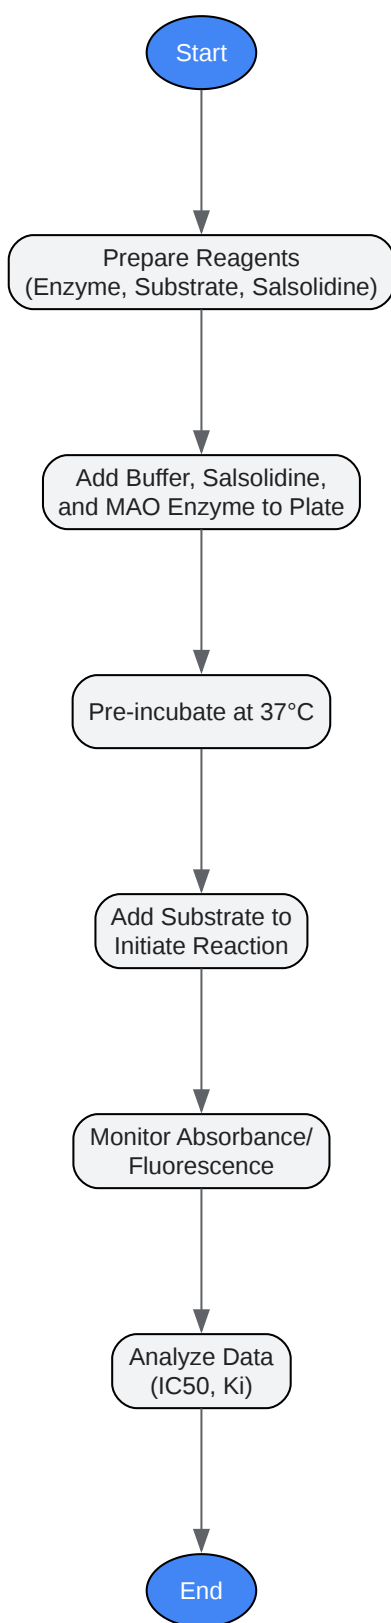 Start
Prepare Reagents
(Enzyme, Substrate, Salsolidine)
Add Buffer, Salsolidine,
and MAO Enzyme to Plate
Pre-incubate at 37°C
Add Substrate to
Initiate Reaction
Monitor Absorbance/
Fluorescence
Analyze Data
(IC50, Ki)
End